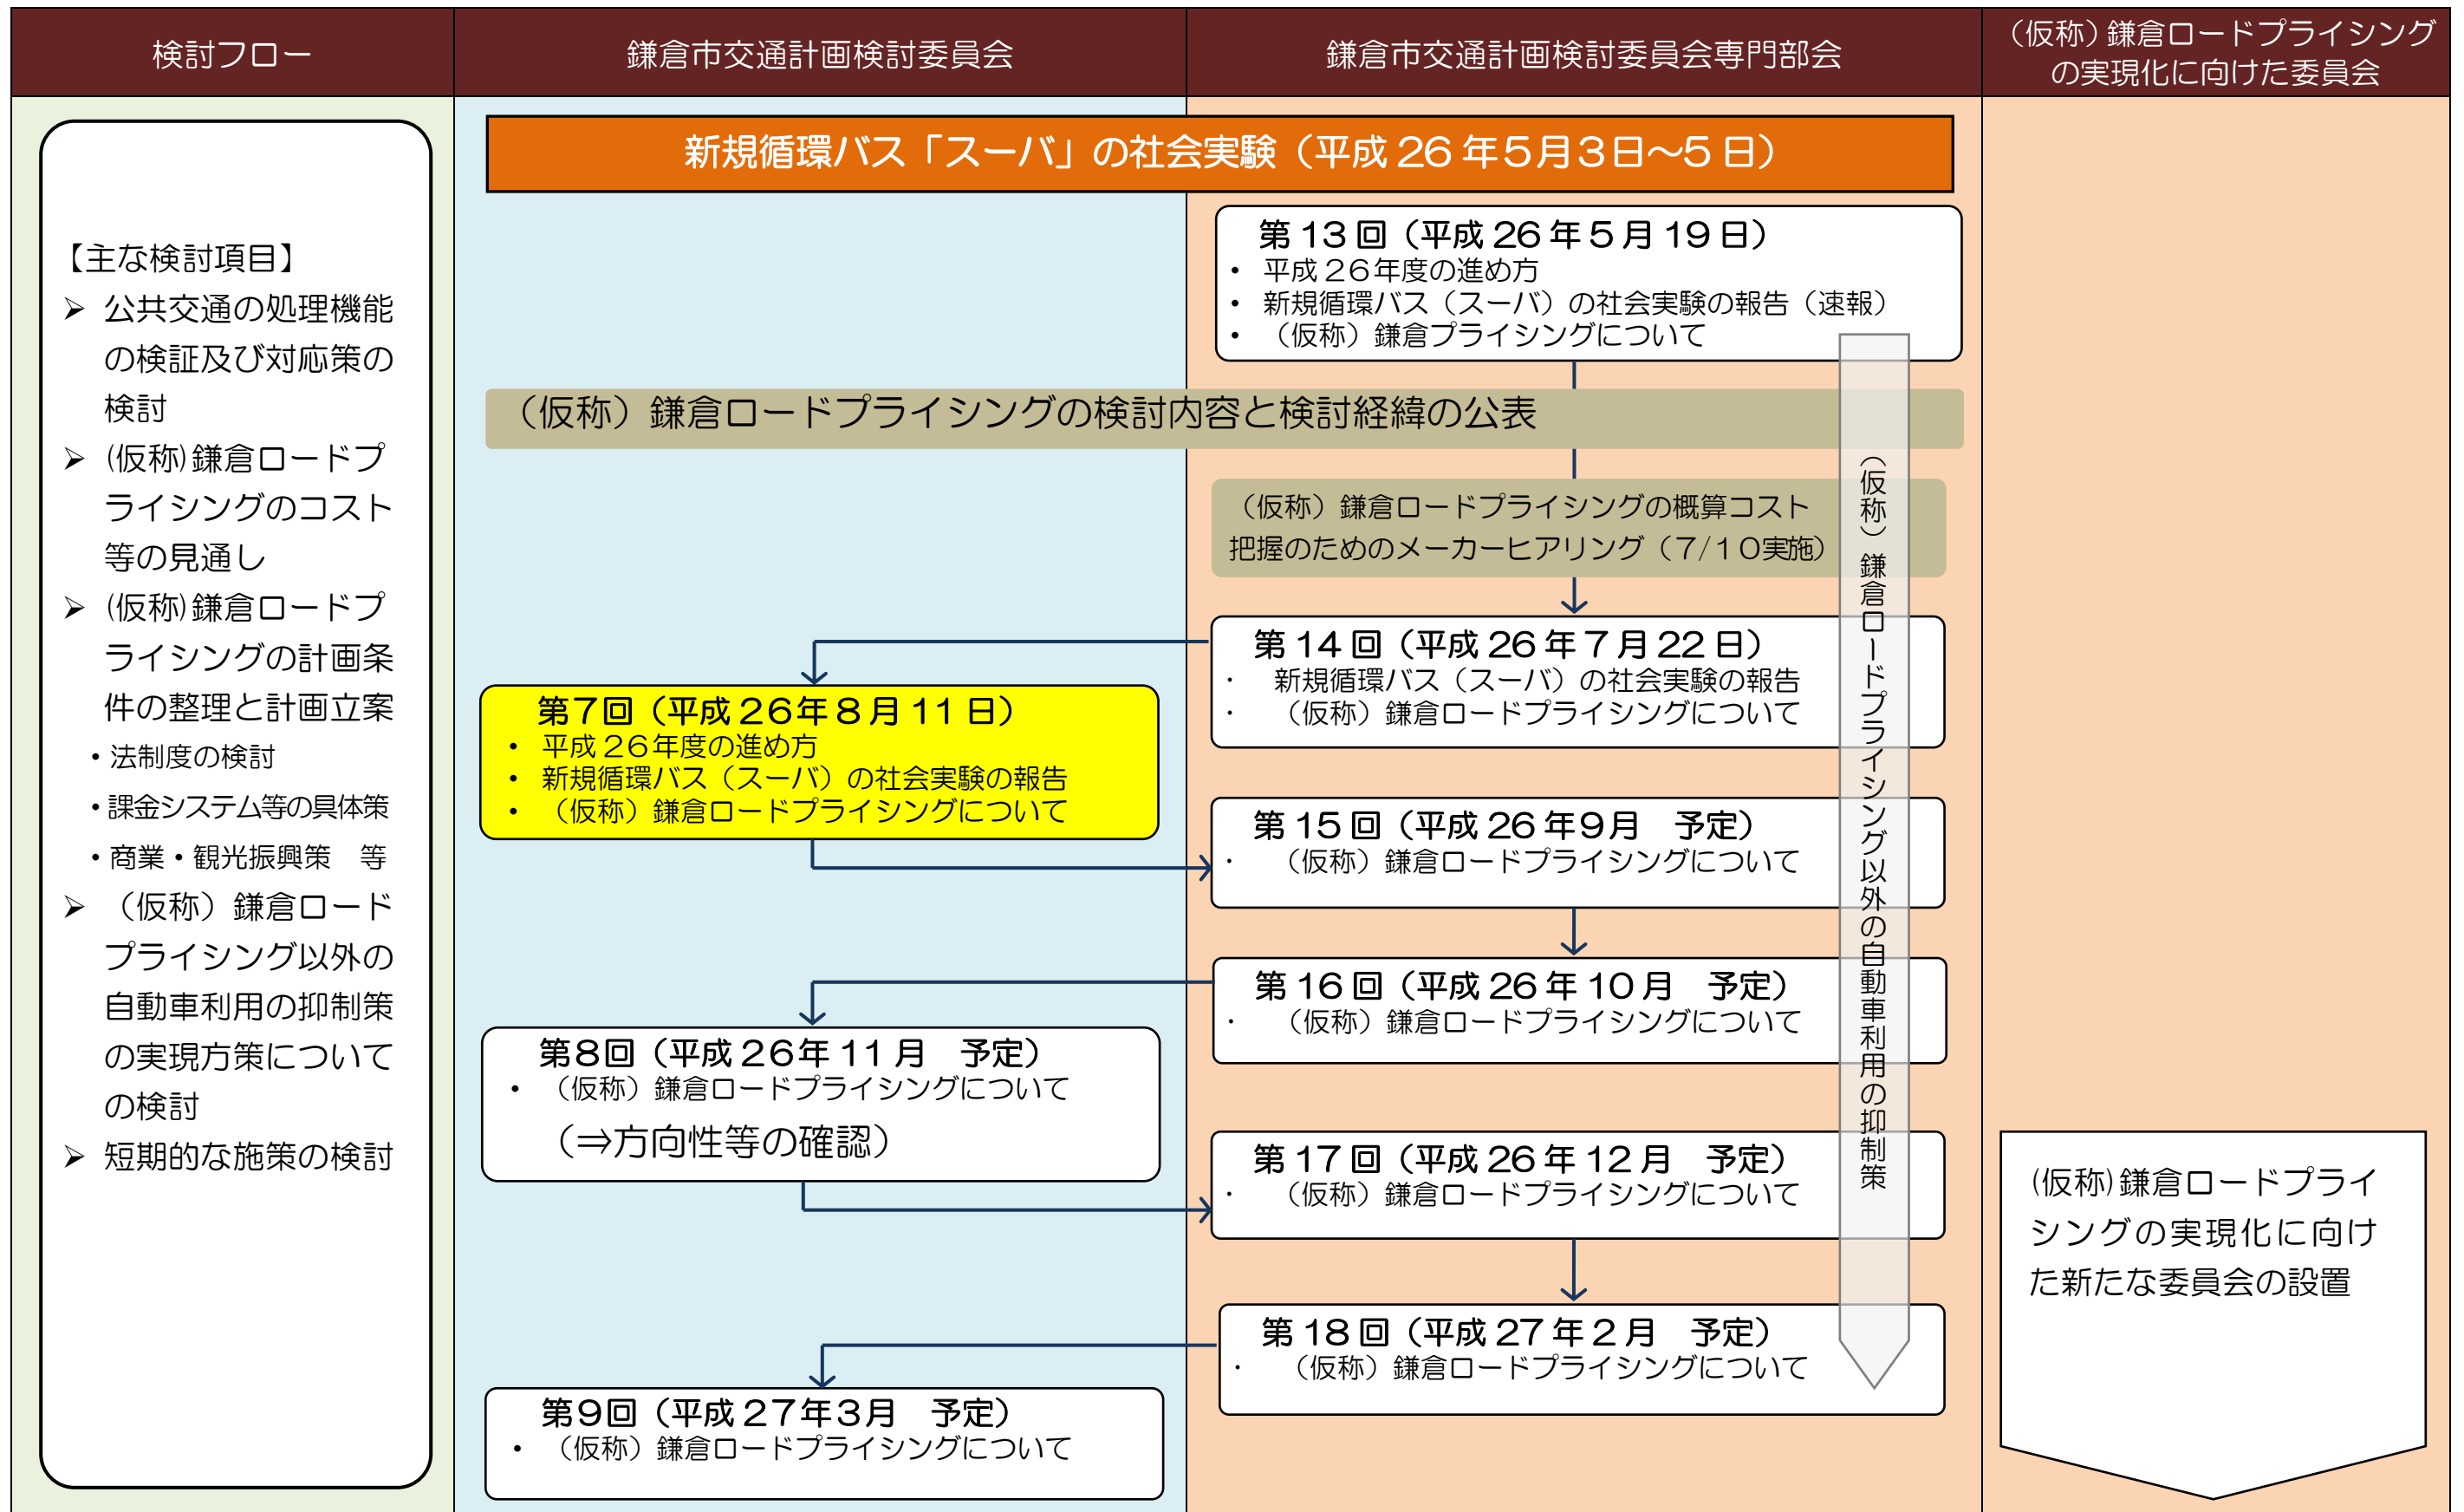 検討フロー
鎌倉市交通計画検討委員会
鎌倉市交通計画検討委員会専門部会
（仮称）鎌倉ロードプライシング
の実現化に向けた委員会
【主な検討項目】
➢ 公共交通の処理機能
の検証及び対応策の
検討
➢ (仮称)鎌倉ロードプ
ライシングのコスト
等の見通し
➢ (仮称)鎌倉ロードプ
ライシングの計画条
件の整理と計画立案
・法制度の検討
・課金システム等の具体策
・商業・観光振興策　等
➢ （仮称）鎌倉ロード
プライシング以外の
自動車利用の抑制策
の実現方策について
の検討
➢ 短期的な施策の検討
新規循環バス「スーバ」の社会実験（平成26年5月3日～5日）
第13回（平成26年5月19日）
• 平成26年度の進め方
• 新規循環バス（スーバ）の社会実験の報告（速報）
• （仮称）鎌倉プライシングについて
（仮称）鎌倉ロードプライシングの検討内容と検討経緯の公表
（仮称）鎌倉ロードプライシングの概算コスト
把握のためのメーカーヒアリング（7/10実施）
第14回（平成26年7月22日）
・ 新規循環バス（スーバ）の社会実験の報告
・ （仮称）鎌倉ロードプライシングについて
第7回（平成26年8月11日）
• 平成26年度の進め方
• 新規循環バス（スーバ）の社会実験の報告
• （仮称）鎌倉ロードプライシングについて
第15回（平成26年9月　予定）
・ （仮称）鎌倉ロードプライシングについて
第16回（平成26年10月　予定）
・ （仮称）鎌倉ロードプライシングについて
第8回（平成26年11月　予定）
• （仮称）鎌倉ロードプライシングについて
（⇒方向性等の確認）
第17回（平成26年12月　予定）
・ （仮称）鎌倉ロードプライシングについて
第18回（平成27年2月　予定）
・ （仮称）鎌倉ロードプライシングについて
第9回（平成27年3月　予定）
• （仮称）鎌倉ロードプライシングについて
（仮称）鎌倉ロードプライシング以外の自動車利用の抑制策
(仮称)鎌倉ロードプライ
シングの実現化に向け
た新たな委員会の設置